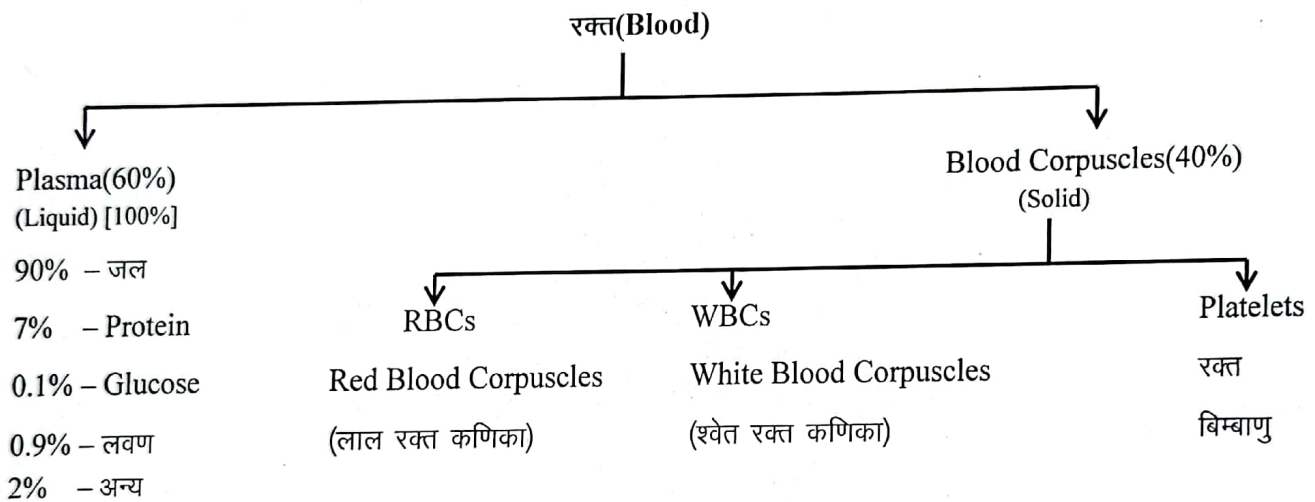 रक्त(Blood)
Plasma(60%)
(Liquid) [100%]
90% – जल
7% – Protein
0.1% – Glucose
0.9% – लवण
2% – अन्य
Blood Corpuscles(40%)
(Solid)
RBCs
Red Blood Corpuscles
(लाल रक्त कणिका)
WBCs
White Blood Corpuscles
(श्वेत रक्त कणिका)
Platelets
रक्त
बिम्बाणु